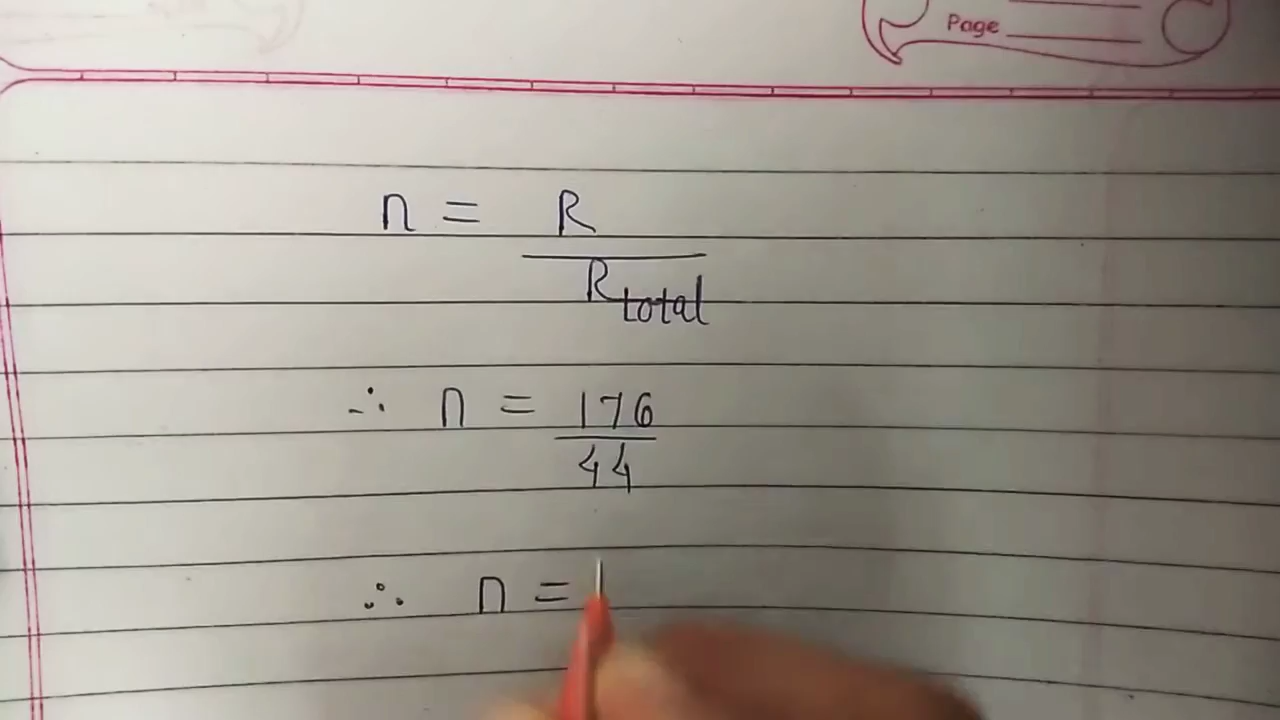 Page
n = R
R total
∴ n = 176
44
∴ n =